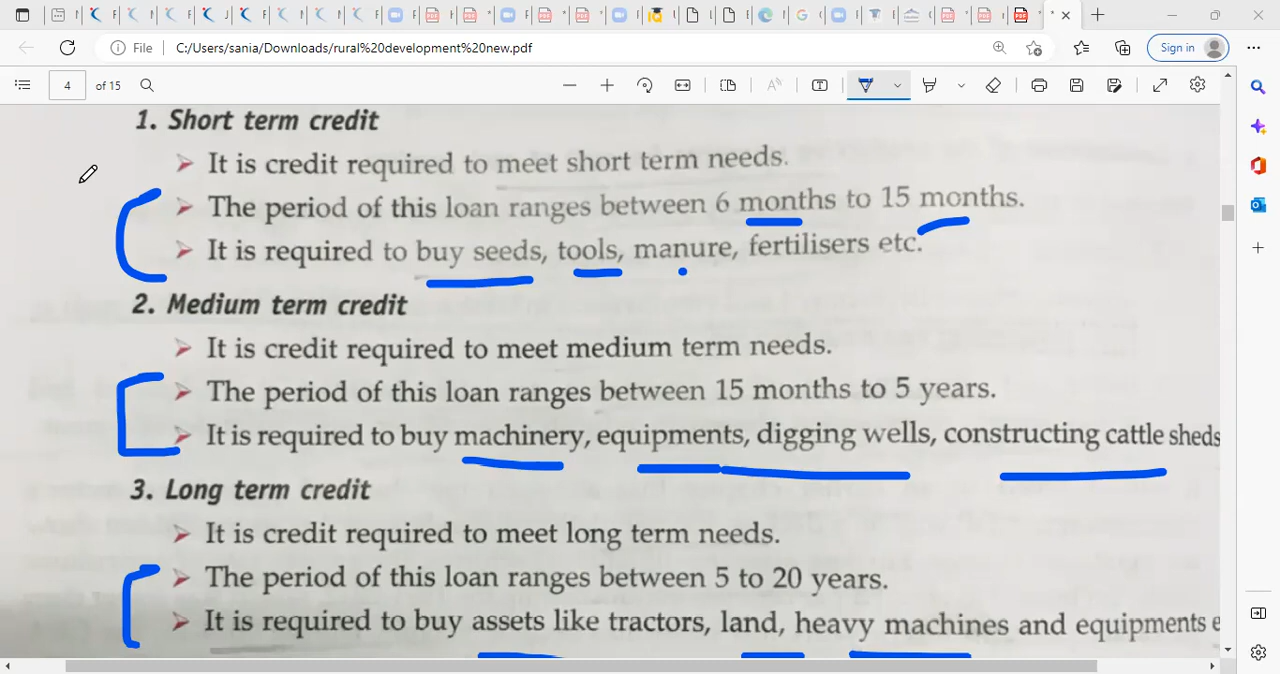 File C:/Users/sania/Downloads/rural%20development%20new.pdf Sign in
4 of 15
1. Short term credit
It is credit required to meet short term needs.
The period of this loan ranges between 6 months to 15 months.
It is required to buy seeds, tools, manure, fertilisers etc.
2. Medium term credit
It is credit required to meet medium term needs.
The period of this loan ranges between 15 months to 5 years.
It is required to buy machinery, equipments, digging wells, constructing cattle sheds
3. Long term credit
It is credit required to meet long term needs.
The period of this loan ranges between 5 to 20 years.
It is required to buy assets like tractors, land, heavy machines and equipments e